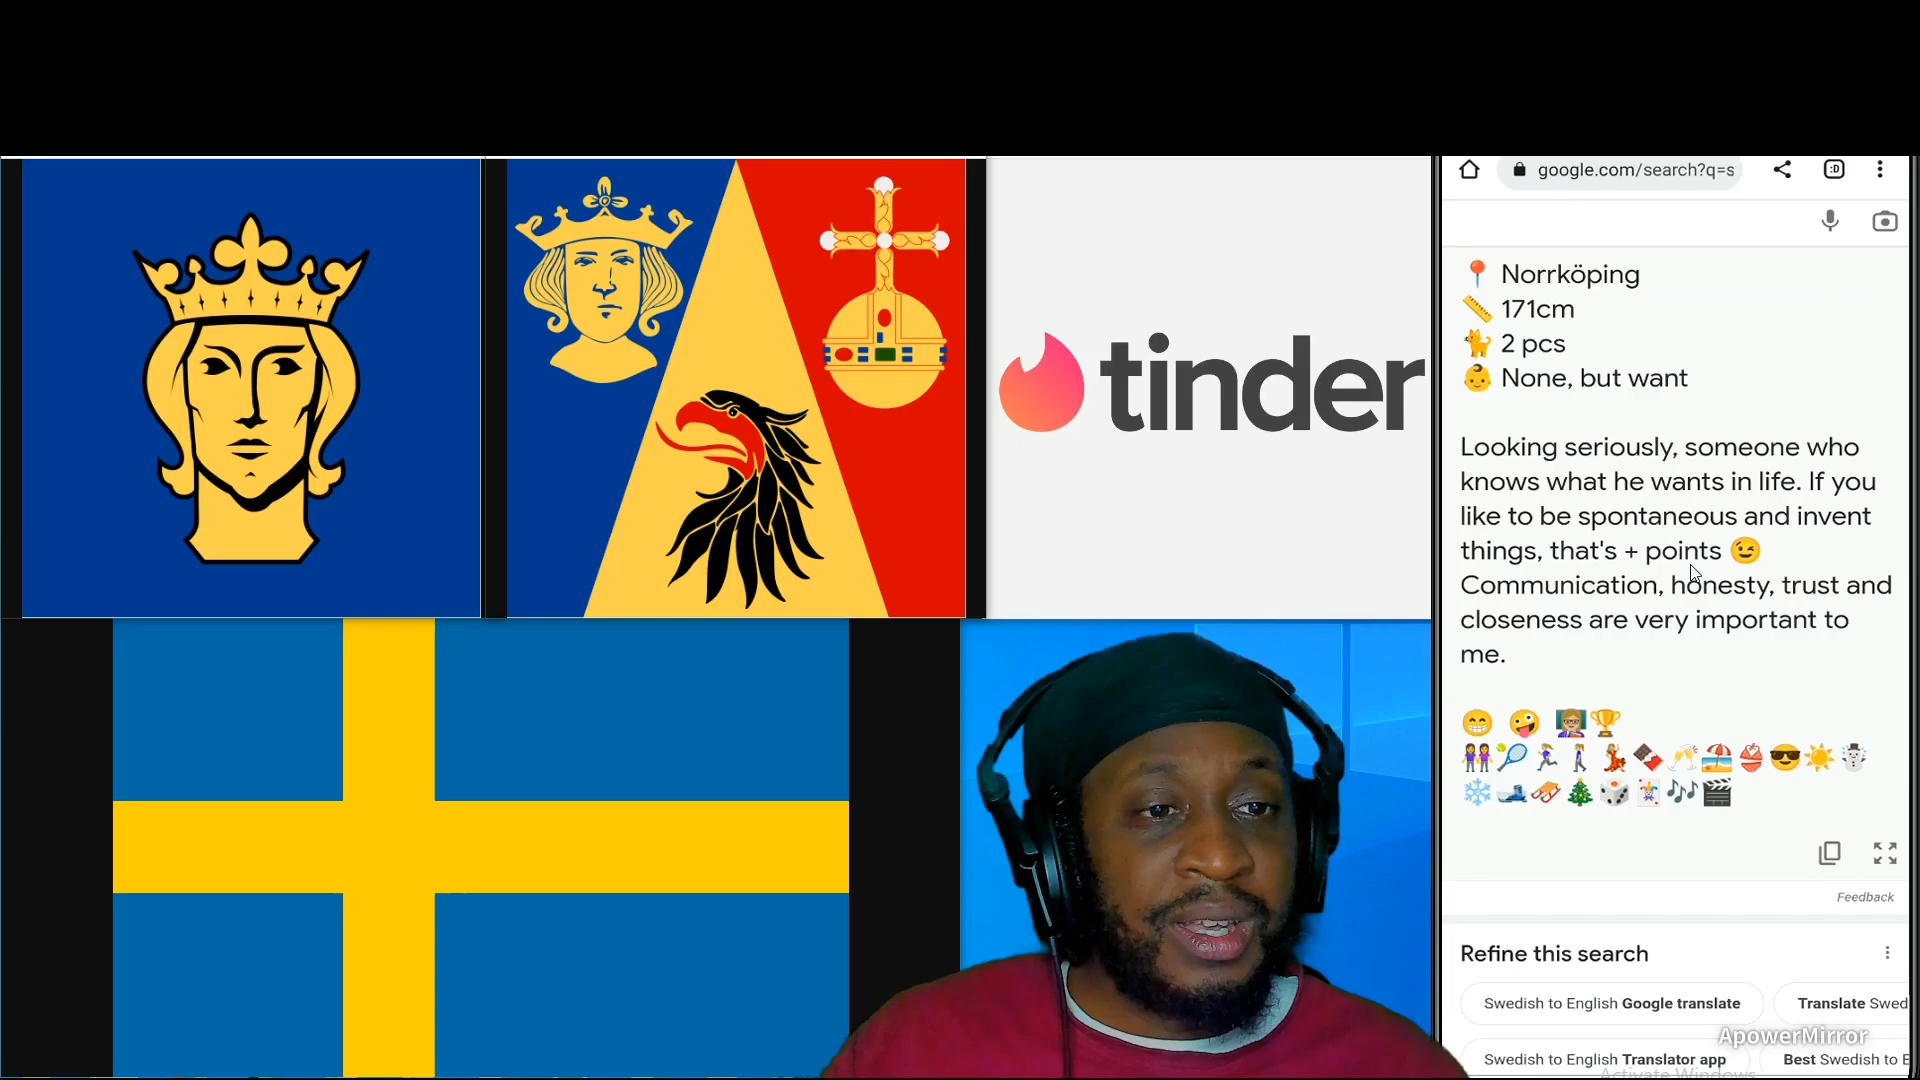 tinder
google.com/search?q=s
:D
Norrköping
171cm
2 pcs
None, but want
Looking seriously, someone who
knows what he wants in life. If you
like to be spontaneous and invent
things, that's + points 😉
Communication, honesty, trust and
closeness are very important to
me.
Feedback
Refine this search
Swedish to English Google translate
Translate Swed
ApowerMirror
Swedish to English Translator app
Best Swedish to E
Activate Windows